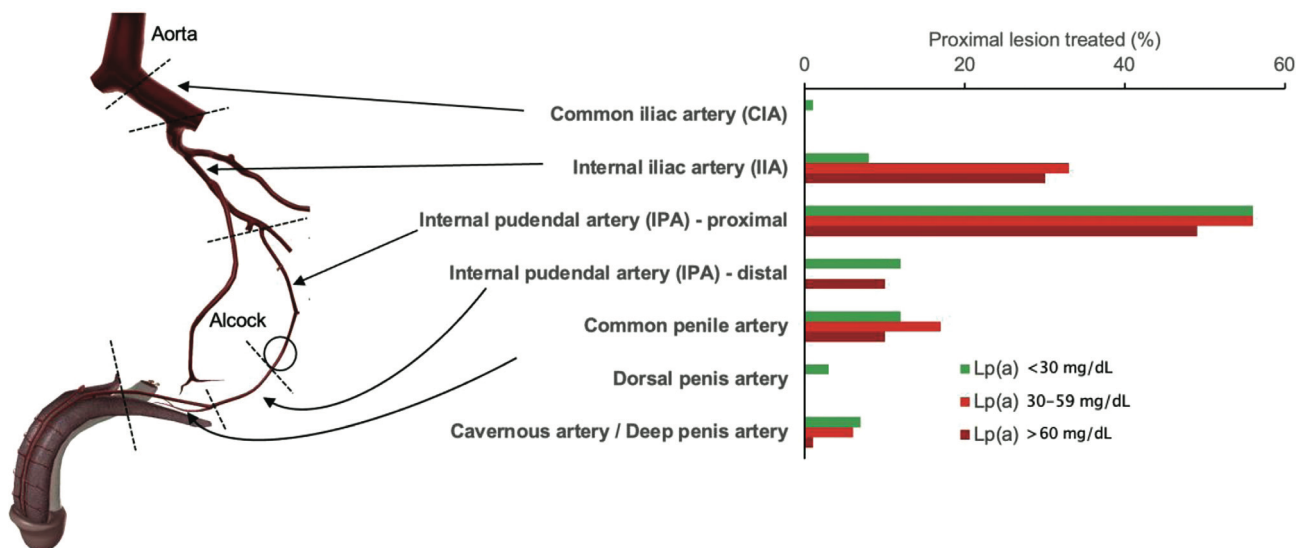 Aorta
Alcock
Proximal lesion treated (%)
0 20 40 60
Common iliac artery (CIA)
Internal iliac artery (IIA)
Internal pudendal artery (IPA) - proximal
Internal pudendal artery (IPA) - distal
Common penile artery
Dorsal penis artery
Cavernous artery / Deep penis artery
Lp(a) <30 mg/dL
Lp(a) 30–59 mg/dL
Lp(a) >60 mg/dL